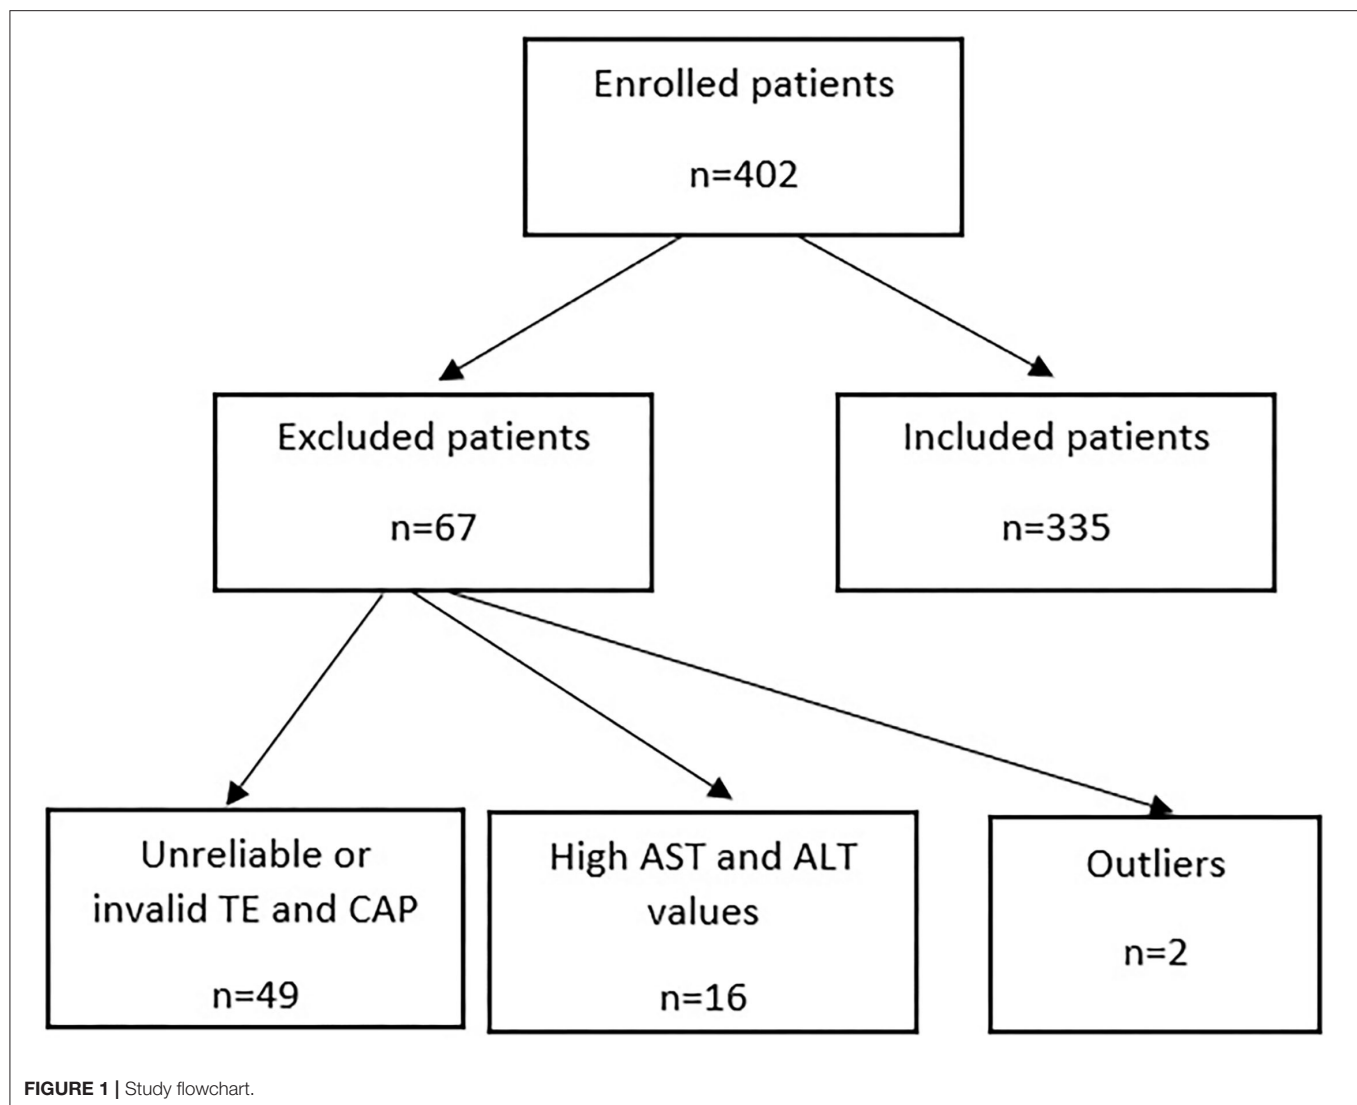 Enrolled patients
n=402
Excluded patients
n=67
Included patients
n=335
Unreliable or
invalid TE and CAP
n=49
High AST and ALT
values
n=16
Outliers
n=2
FIGURE 1 | Study flowchart.